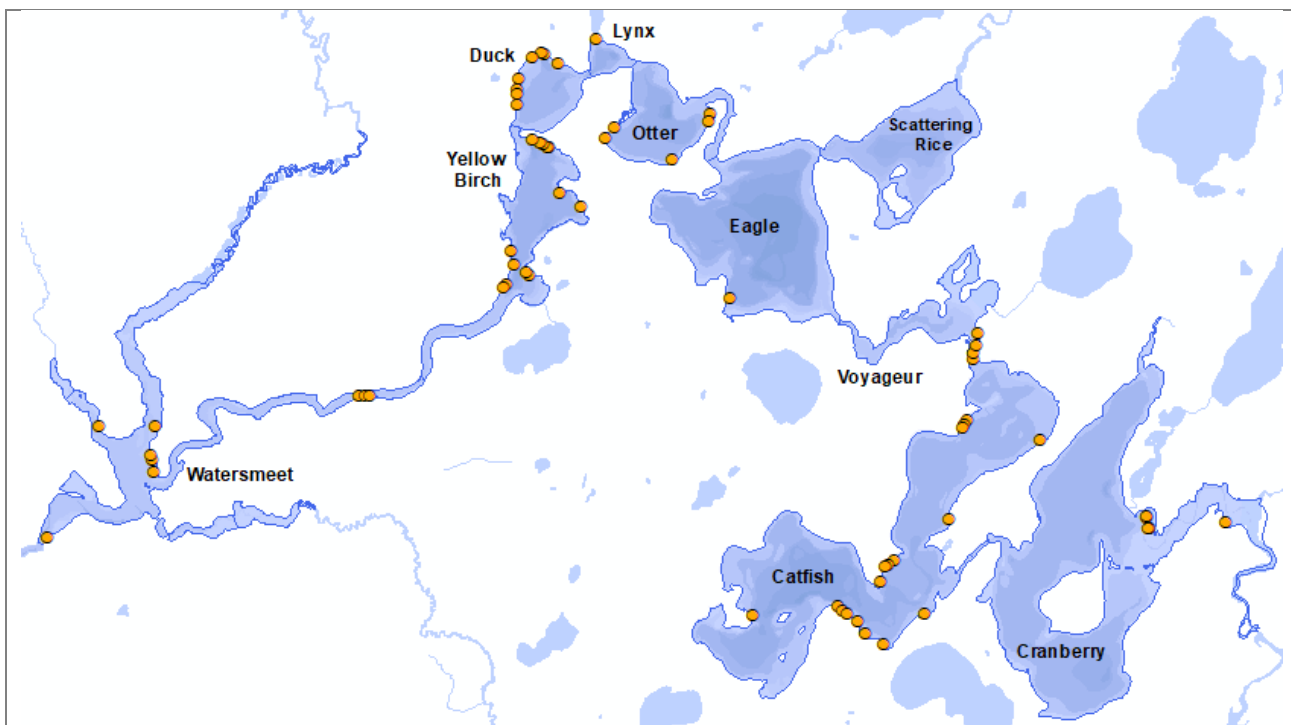 Lynx
Duck
Scattering
Rice
Otter
Yellow
Birch
Eagle
Voyageur
Watersmeet
Catfish
Cranberry